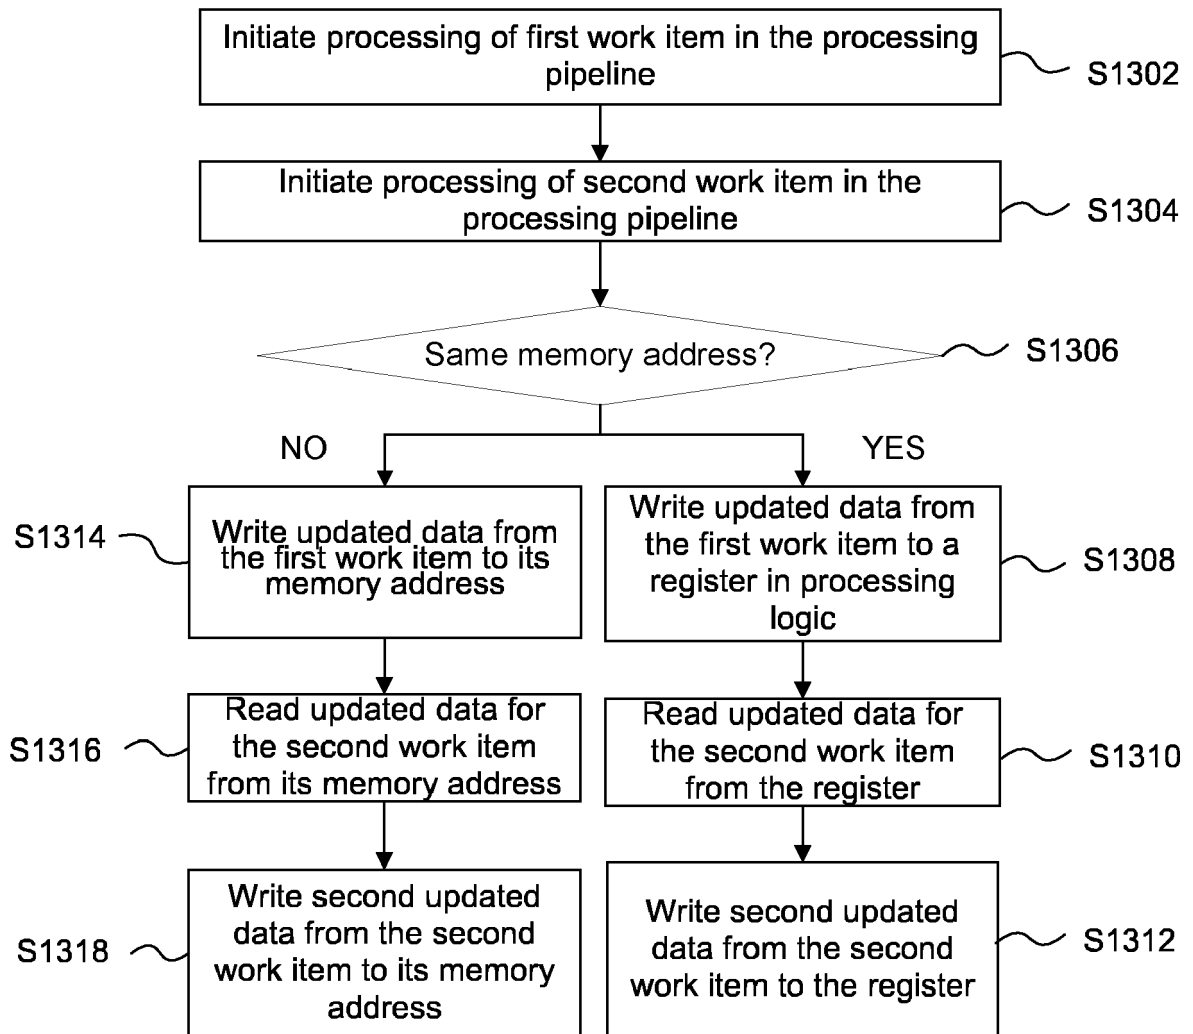 Initiate processing of first work item in the processing
pipeline
S1302
Initiate processing of second work item in the
processing pipeline
S1304
Same memory address?
S1306
NO
YES
S1314
Write updated data from
the first work item to its
memory address
Write updated data from
the first work item to a
register in processing
logic
S1308
S1316
Read updated data for
the second work item
from its memory address
Read updated data for
the second work item
from the register
S1310
S1318
Write second updated
data from the second
work item to its memory
address
Write second updated
data from the second
work item to the register
S1312